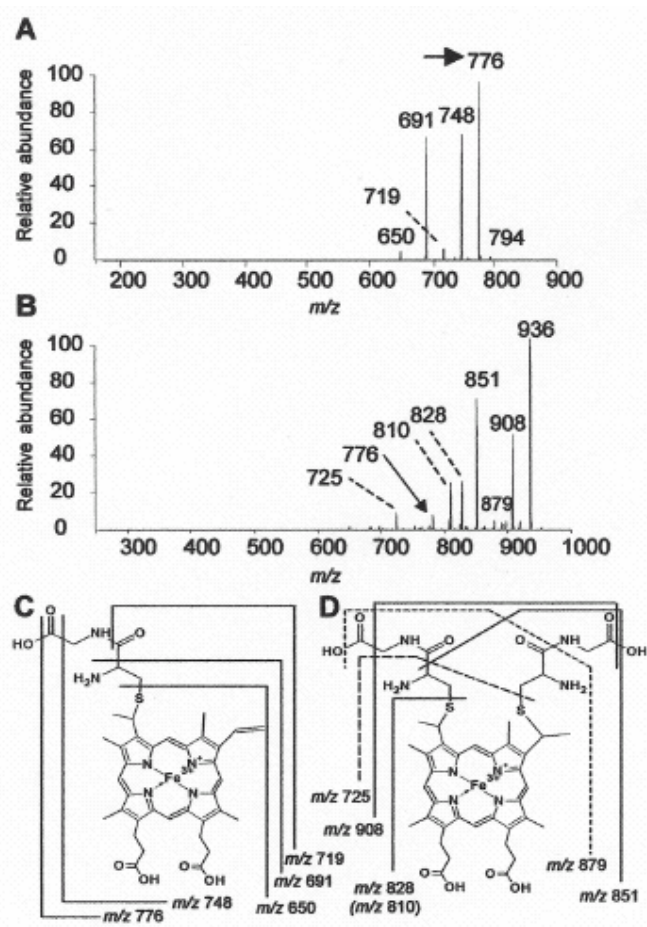 A
Relative abundance
100
80
60
40
20
0
776
691
748
719
650
794
200 300 400 500 600 700 800 900
m/z
B
Relative abundance
100
80
60
40
20
0
936
851
828
810
776
725
908
879
300 400 500 600 700 800 900 1000
m/z
C
O
HO
NH
O
H₂N
S
N N⁺
Fe³⁺
N N
O OH
O OH
m/z 719
m/z 691
m/z 748
m/z 650
m/z 776
D
O
HO
NH
O
H₂N
S
O
NH
O
OH
NH₂
S
N N⁺
Fe³⁺
N N
O OH
O OH
m/z 725
m/z 908
m/z 828
(m/z 810)
m/z 879
m/z 851